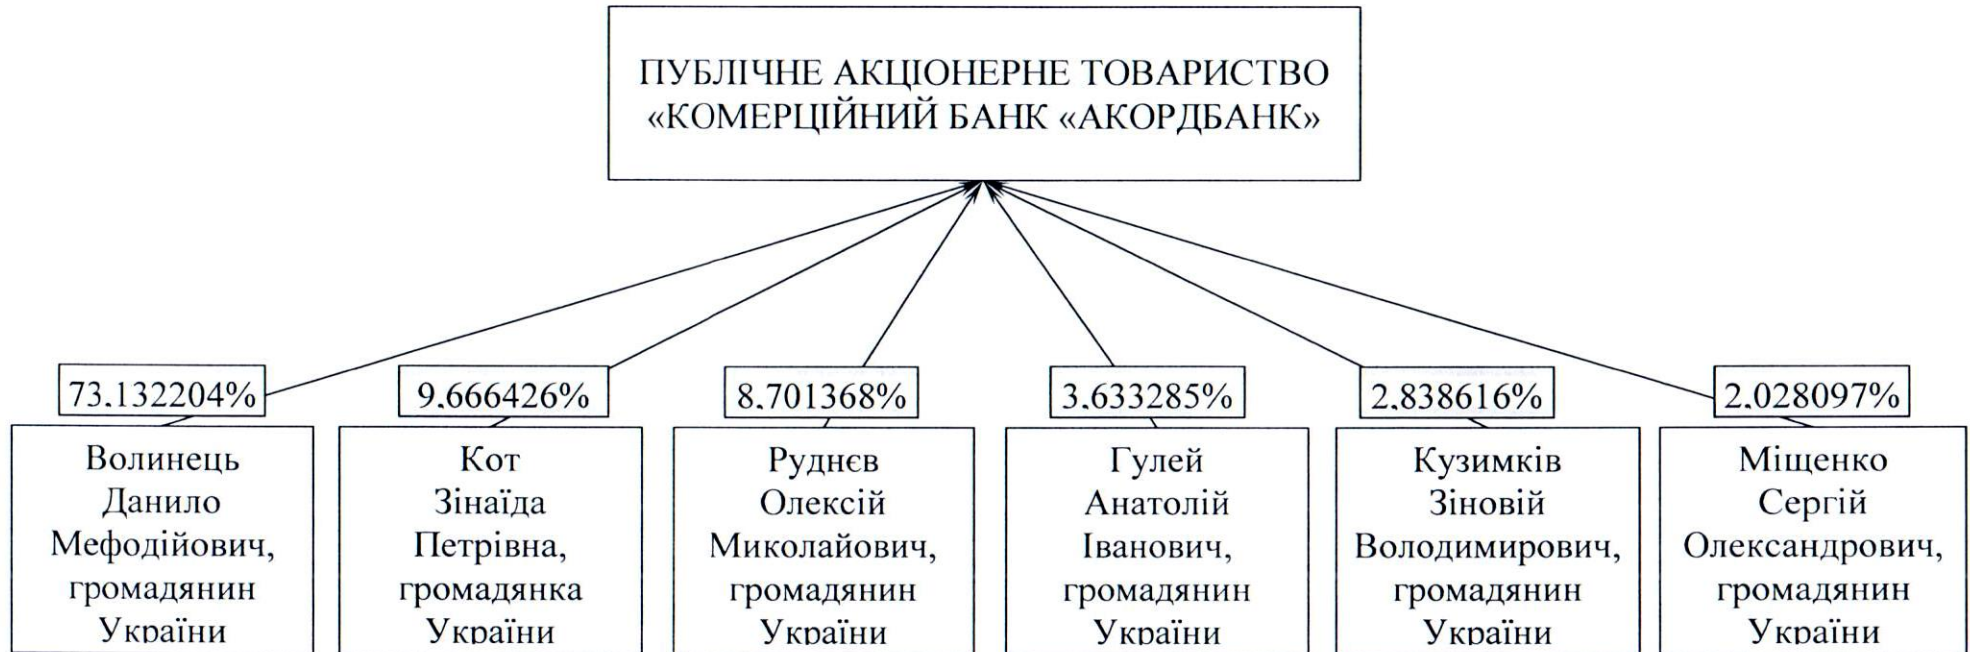 ПУБЛІЧНЕ АКЦІОНЕРНЕ ТОВАРИСТВО
«КОМЕРЦІЙНИЙ БАНК «АКОРДБАНК»
73,132204%
9,666426%
8,701368%
3,633285%
2,838616%
2,028097%
Волинець
Данило
Мефодійович,
громадянин
України
Кот
Зінаїда
Петрівна,
громадянка
України
Руднєв
Олексій
Миколайович,
громадянин
України
Гулей
Анатолій
Іванович,
громадянин
України
Кузимків
Зіновій
Володимирович,
громадянин
України
Міщенко
Сергій
Олександрович,
громадянин
України